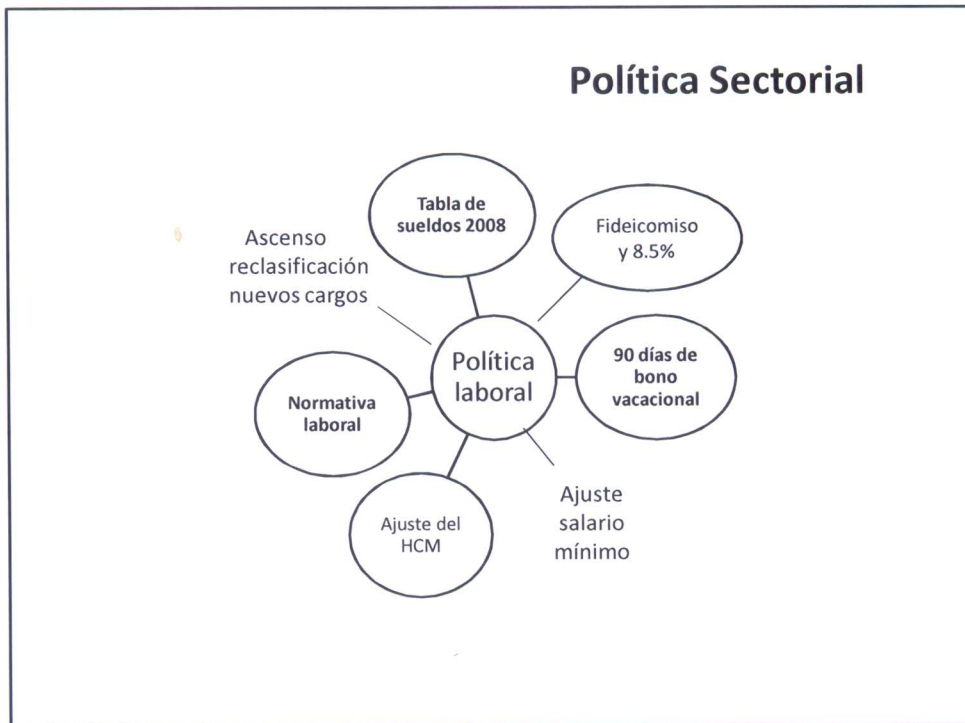 Política Sectorial
Tabla de
sueldos 2008
Fideicomiso
y 8.5%
Ascenso
reclasificación
nuevos cargos
Política
laboral
90 días de
bono
vacacional
Normativa
laboral
Ajuste del
HCM
Ajuste
salario
mínimo